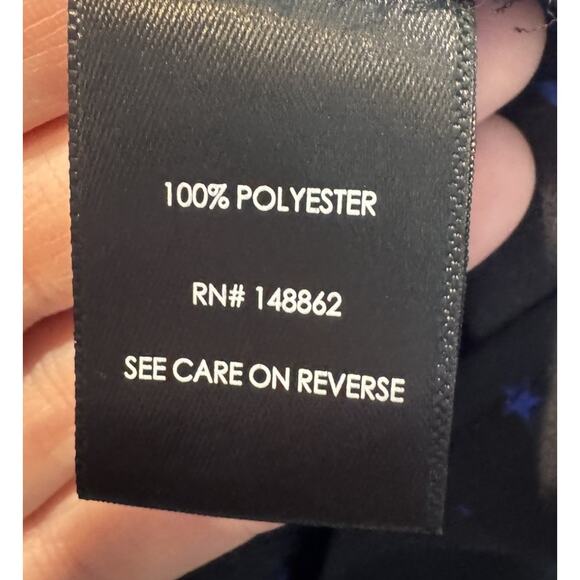 100% POLYESTER
RN# 148862
SEE CARE ON REVERSE